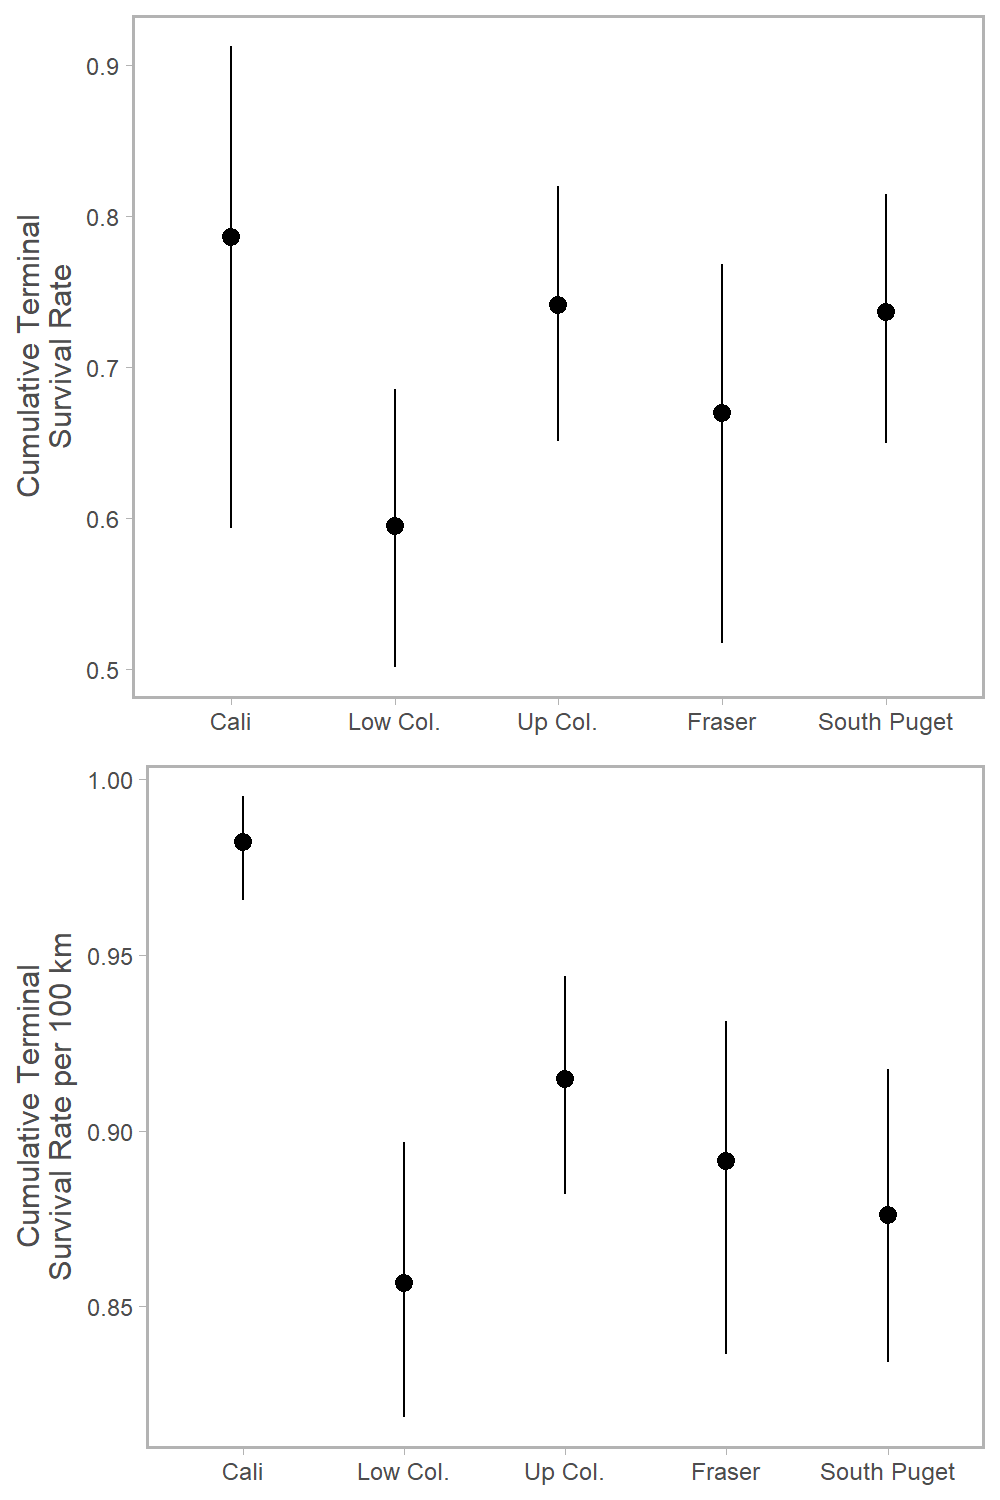 Cumulative Terminal
Survival Rate
0.9
0.8
0.7
0.6
0.5
Cali Low Col. Up Col. Fraser South Puget
Cumulative Terminal
Survival Rate per 100 km
1.00
0.95
0.90
0.85
Cali Low Col. Up Col. Fraser South Puget